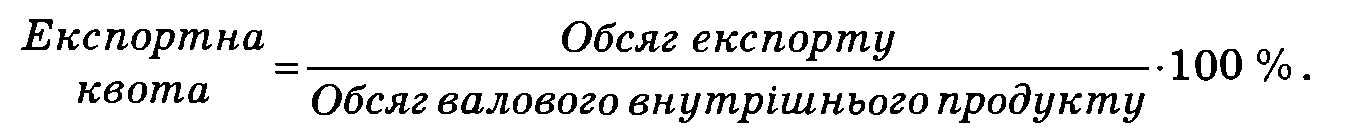 Експортна квота = Обсяг експорту / Обсяг валового внутрішнього продукту · 100 %.